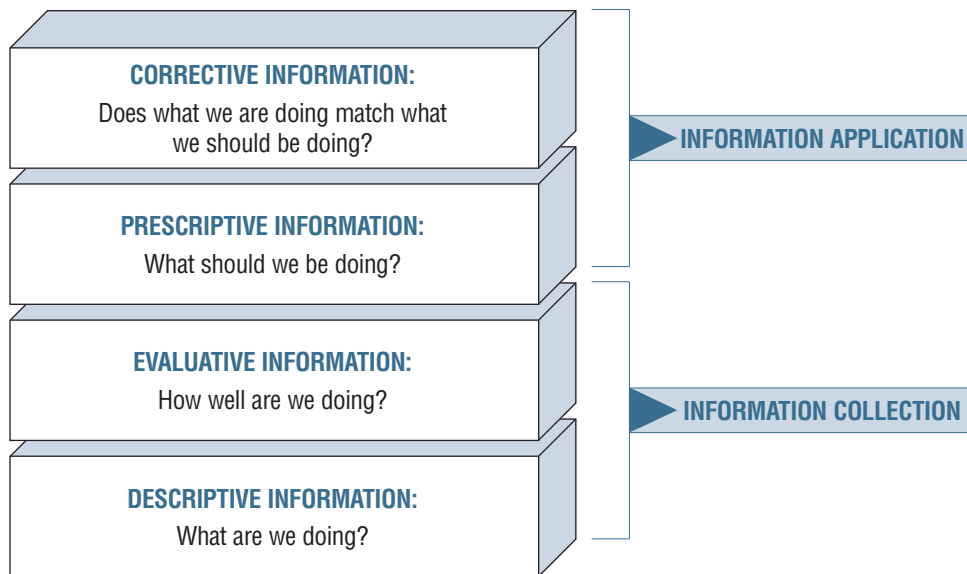 CORRECTIVE INFORMATION:
Does what we are doing match what
we should be doing?
INFORMATION APPLICATION
PRESCRIPTIVE INFORMATION:
What should we be doing?
EVALUATIVE INFORMATION:
How well are we doing?
INFORMATION COLLECTION
DESCRIPTIVE INFORMATION:
What are we doing?